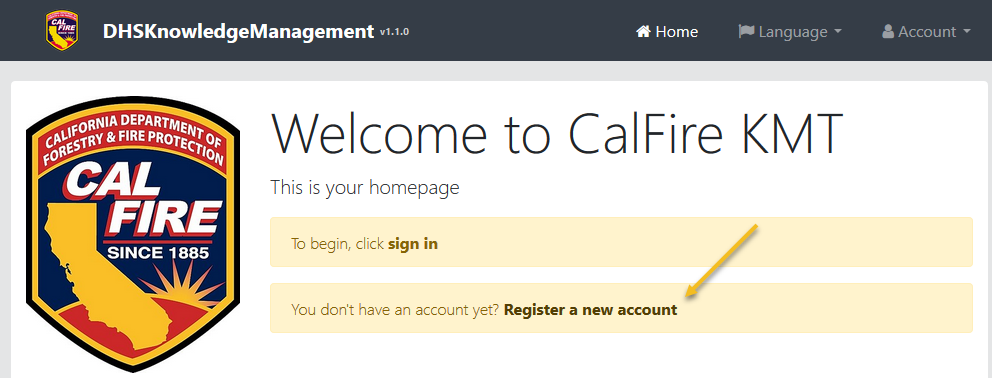 DHSKnowledgeManagement v1.1.0
Home
Language
Account
CALIFORNIA DEPARTMENT OF
FORESTRY & FIRE PROTECTION
CAL
FIRE
SINCE 1885
Welcome to CalFire KMT
This is your homepage
To begin, click sign in
You don't have an account yet? Register a new account